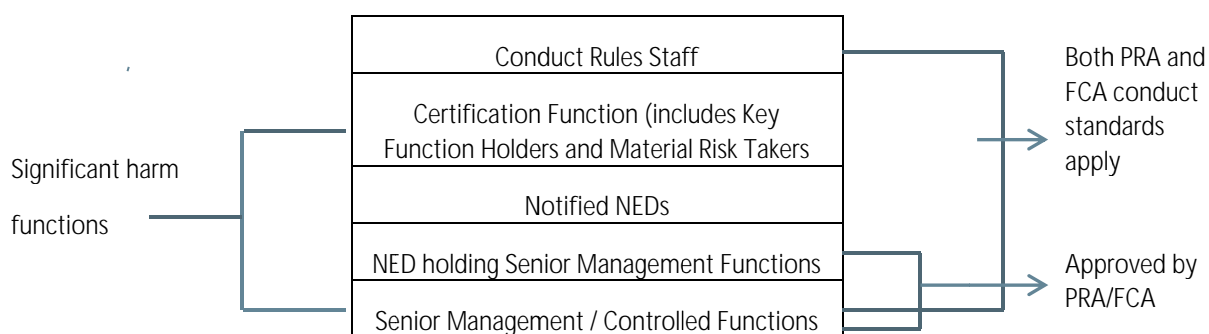 Conduct Rules Staff
Certification Function (includes Key
Function Holders and Material Risk Takers
Notified NEDs
NED holding Senior Management Functions
Senior Management / Controlled Functions
Significant harm
functions
Both PRA and
FCA conduct
standards
apply
Approved by
PRA/FCA